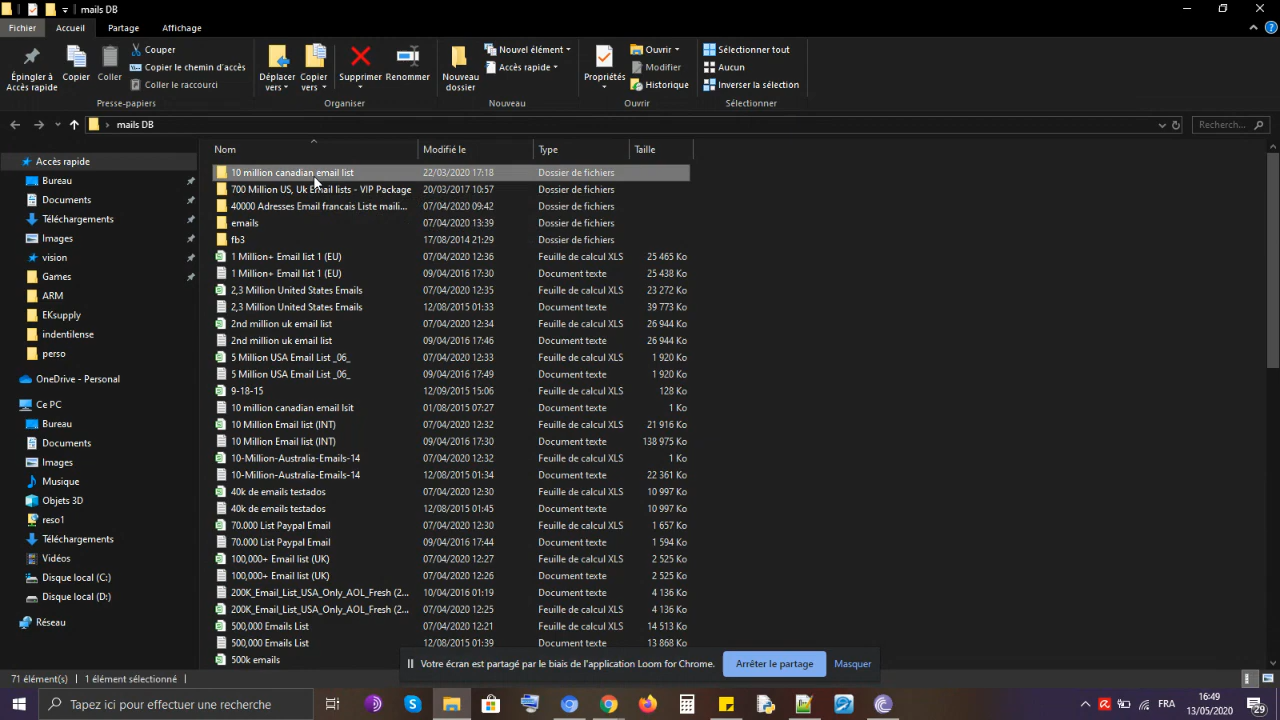 mails DB
Fichier Accueil Partage Affichage
Épingler à Accès rapide
Copier
Coller
Couper
Copier le chemin d'accès
Coller le raccourci
Presse-papiers
Déplacer vers
Copier vers
Supprimer
Renommer
Organiser
Nouveau dossier
Nouvel élément
Accès rapide
Nouveau
Propriétés
Ouvrir
Modifier
Historique
Ouvrir
Sélectionner tout
Aucun
Inverser la sélection
Sélectionner
mails DB
Recherch...
Accès rapide
Bureau
Documents
Téléchargements
Images
vision
Games
ARM
EKsupply
indentilense
perso
OneDrive - Personal
Ce PC
Bureau
Documents
Images
Musique
Objets 3D
reso1
Téléchargements
Vidéos
Disque local (C:)
Disque local (D:)
Réseau
Nom Modifié le Type Taille
10 million canadian email list 22/03/2020 17:18 Dossier de fichiers
700 Million US, Uk Email lists - VIP Package 20/03/2017 10:57 Dossier de fichiers
40000 Adresses Email francais Liste maili... 07/04/2020 09:42 Dossier de fichiers
emails 07/04/2020 13:39 Dossier de fichiers
fb3 17/08/2014 21:29 Dossier de fichiers
1 Million+ Email list 1 (EU) 07/04/2020 12:36 Feuille de calcul XLS 25 465 Ko
1 Million+ Email list 1 (EU) 09/04/2016 17:30 Document texte 25 438 Ko
2,3 Million United States Emails 07/04/2020 12:35 Feuille de calcul XLS 23 272 Ko
2,3 Million United States Emails 12/08/2015 01:33 Document texte 39 773 Ko
2nd million uk email list 07/04/2020 12:34 Feuille de calcul XLS 26 944 Ko
2nd million uk email list 09/04/2016 17:46 Document texte 26 944 Ko
5 Million USA Email List _06_ 07/04/2020 12:33 Feuille de calcul XLS 1 920 Ko
5 Million USA Email List _06_ 09/04/2016 17:49 Document texte 1 920 Ko
9-18-15 12/09/2015 15:06 Feuille de calcul XLS 128 Ko
10 million canadian email lsit 01/08/2015 07:27 Document texte 1 Ko
10 Million Email list (INT) 07/04/2020 12:32 Feuille de calcul XLS 21 916 Ko
10 Million Email list (INT) 09/04/2016 17:30 Document texte 138 975 Ko
10-Million-Australia-Emails-14 07/04/2020 12:32 Feuille de calcul XLS 1 Ko
10-Million-Australia-Emails-14 12/08/2015 01:34 Document texte 22 361 Ko
40k de emails testados 07/04/2020 12:30 Feuille de calcul XLS 10 997 Ko
40k de emails testados 12/08/2015 01:45 Document texte 10 997 Ko
70.000 List Paypal Email 07/04/2020 12:30 Feuille de calcul XLS 1 657 Ko
70.000 List Paypal Email 09/04/2016 17:44 Document texte 1 657 Ko
100,000+ Email list (UK) 07/04/2020 12:27 Feuille de calcul XLS 2 525 Ko
100,000+ Email list (UK) 07/04/2020 12:26 Document texte 2 525 Ko
200K_Email_List_USA_Only_AOL_Fresh (2... 10/04/2016 01:19 Document texte 4 136 Ko
200K_Email_List_USA_Only_AOL_Fresh (2... 07/04/2020 12:25 Feuille de calcul XLS 4 136 Ko
500,000 Emails List 07/04/2020 12:21 Feuille de calcul XLS 14 513 Ko
500,000 Emails List 12/08/2015 01:39 Document texte 13 868 Ko
500k emails
Votre écran est partagé par le biais de l'application Loom for Chrome. Arrêter le partage Masquer
71 élément(s) 1 élément sélectionné
Tapez ici pour effectuer une recherche
FRA
16:49
13/05/2020
29